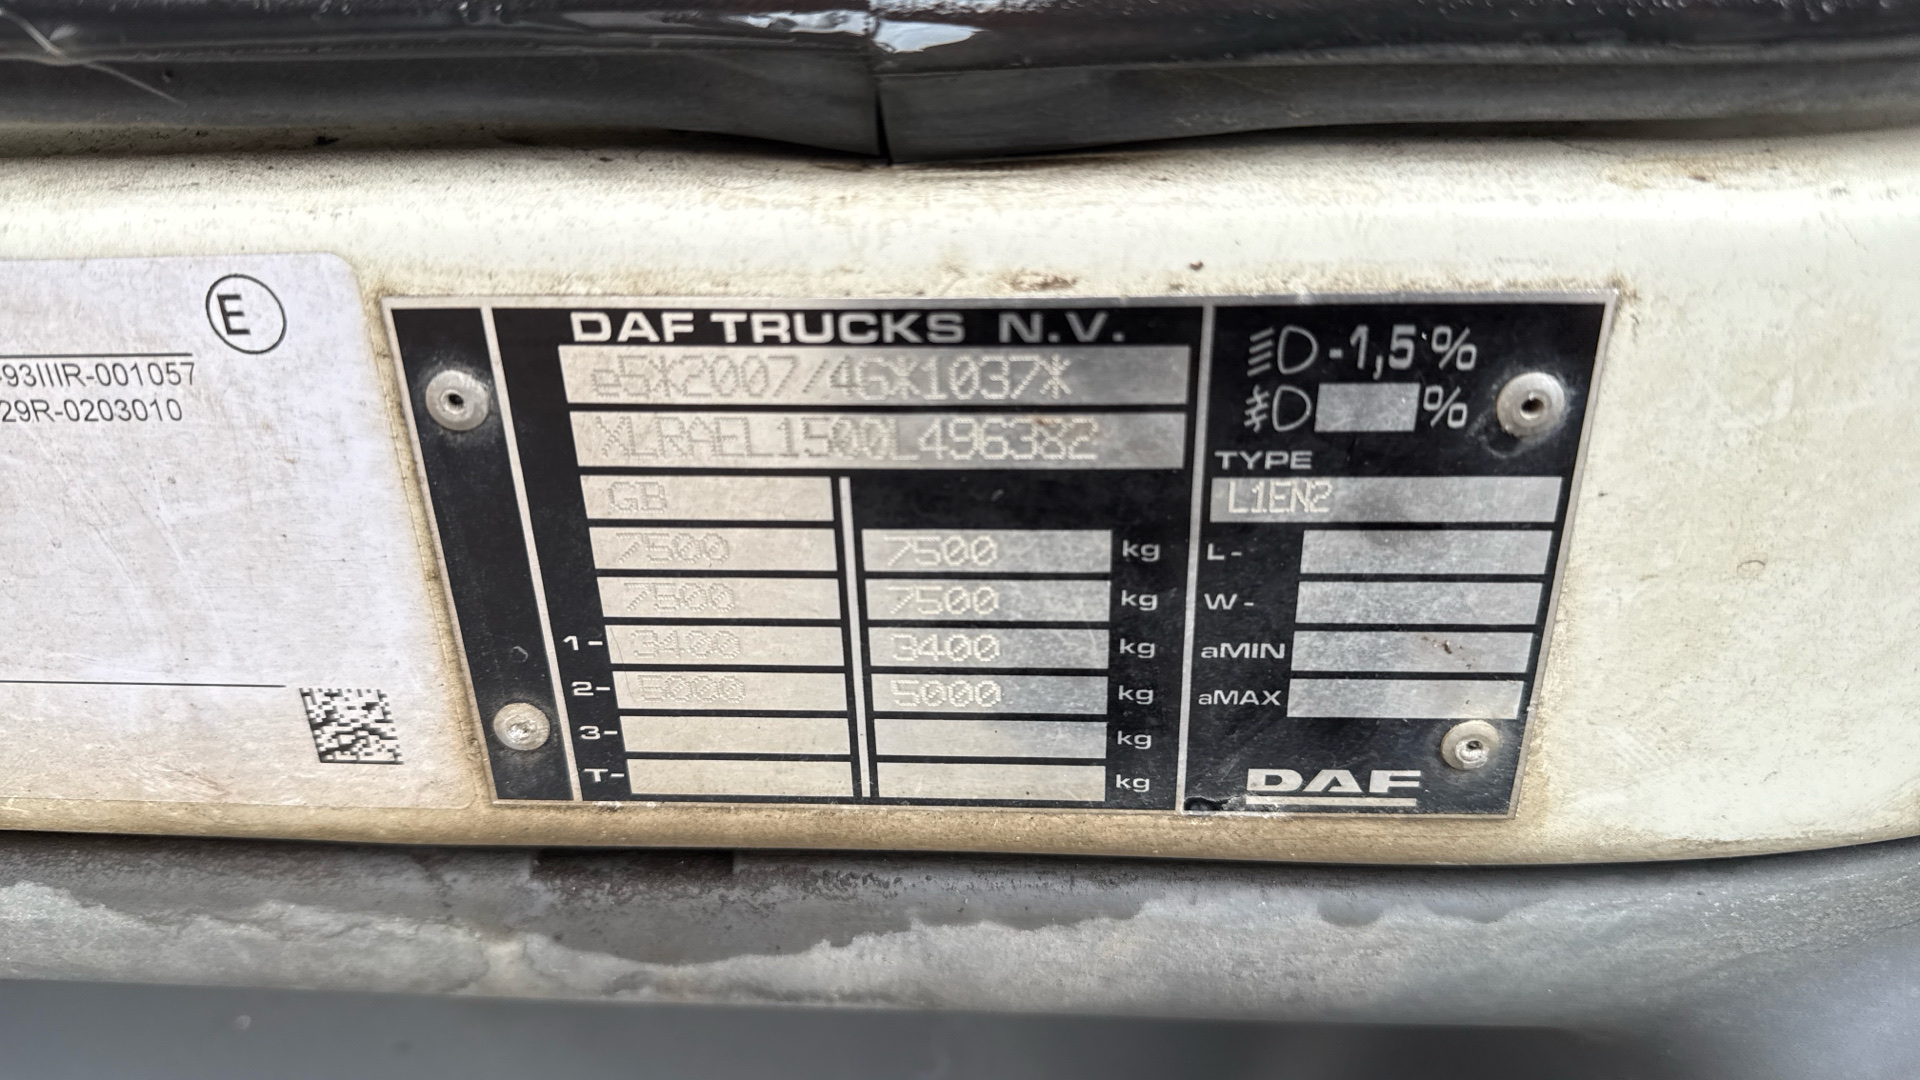 E
-93IIIR-001057
29R-0203010
DAF TRUCKS N.V.
e5*2007/46*1037*
XLRAEL1500L496382
GB
7500 7500 kg
7500 7500 kg
1- 3400 3400 kg
2- 5000 5000 kg
3- kg
T- kg
-1,5 %
%
TYPE
L1EN2
L-
W-
aMIN
aMAX
DAF